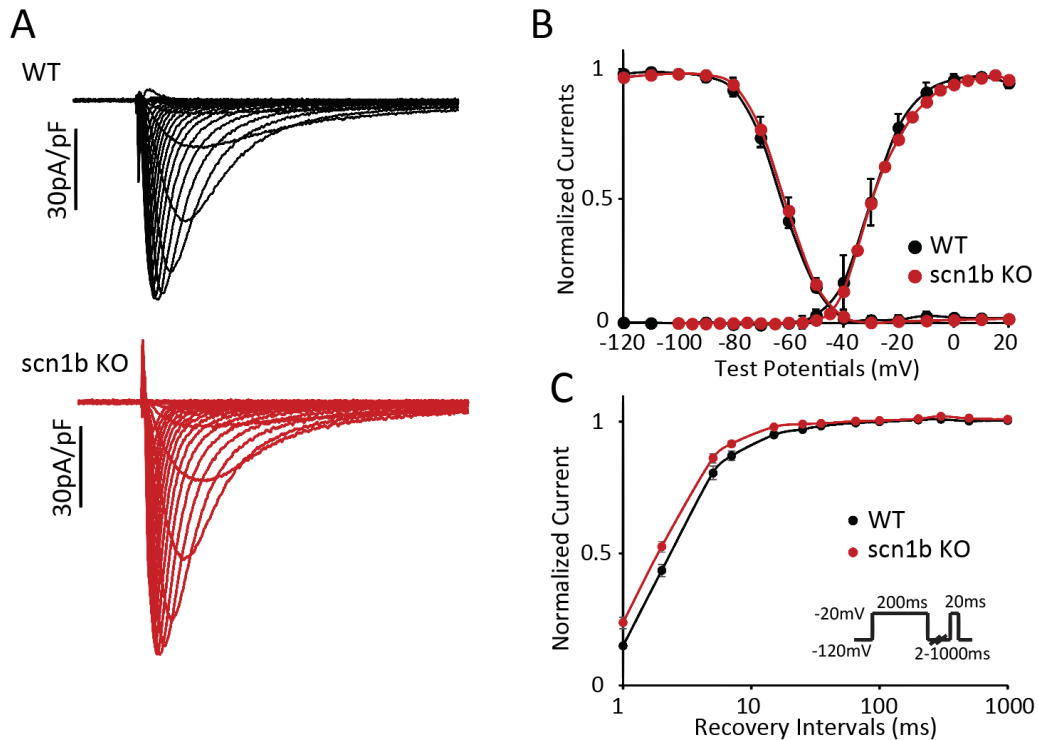 A
WT
30pA/pF
scn1b KO
30pA/pF
B
Normalized Currents
1
0.5
0
-120
-100
-80
-60
-40
-20
0
20
Test Potentials (mV)
WT
scn1b KO
C
Normalized Current
1
0.5
0
1
10
100
1000
Recovery Intervals (ms)
WT
scn1b KO
200ms 20ms
-20mV
-120mV
2-1000ms